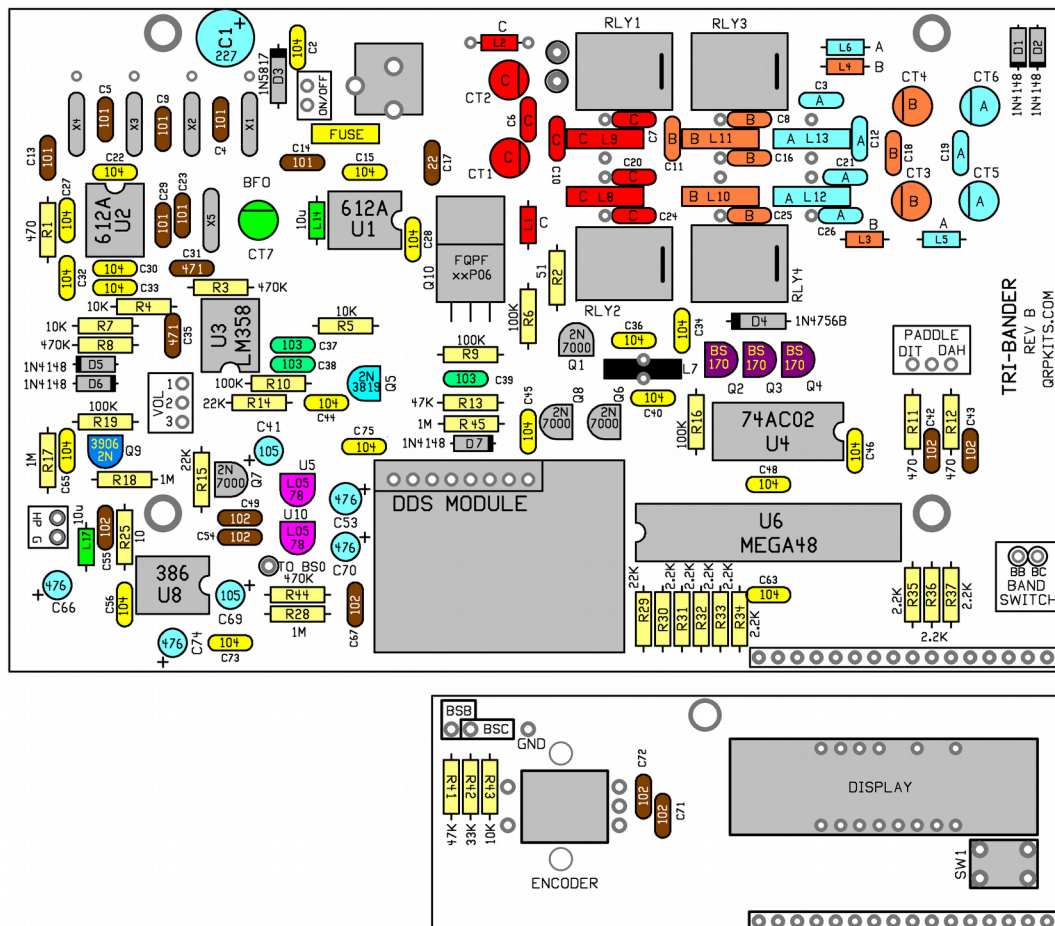 C1
+
227
104
C2
1N5817
D3
ON/OFF
FUSE
C
L2
C
CT2
C
C6
C
CT1
RLY1
RLY3
L6
A
L4
B
A
C3
CT4
B
CT6
A
D1
D2
1N4148
1N4148
C5
101
X4
X3
C9
101
X2
101
C4
X1
C13
101
C14
101
C15
104
22
C17
C
C10
C
L9
C
C7
C
L11
B
C8
B
C11
B
C16
A
L13
A
C12
B
C18
A
C19
C22
104
C27
104
470
R1
612A
U2
C29
101
C23
101
X5
BFO
CT7
10u
L14
612A
U1
104
C28
Q10
FQPF
xxP06
L1
C
C20
C
C
L8
C
C24
B
L10
B
C25
A
C21
A
L12
A
C26
CT3
B
CT5
A
B
L3
A
L5
C32
104
104
C30
104
C33
C31
471
R3
470K
51
R2
RLY2
RLY4
10K
R4
10K
R7
470K
R8
1N4148
D5
1N4148
D6
471
C35
U3
LM358
10K
R5
103
C37
103
C38
100K
R10
22K
R14
2N
3819
Q5
104
C44
100K
R6
100K
R9
103
C39
47K
R13
1M
R45
1N4148
D7
C45
104
2N
7000
Q1
C36
104
104
C34
L7
104
C40
D4
1N4756B
BS
170
BS
170
BS
170
Q2
Q3
Q4
Q8
2N
7000
Q6
2N
7000
PADDLE
DIT
DAH
TRI-BANDER
REV B
QRPKITS.COM
VOL
1
2
3
100K
R19
1M
R17
104
C65
3906
2N
Q9
R18
1M
22K
R15
2N
7000
Q7
C41
105
C75
104
U5
L05
78
U10
L05
78
476
C53
476
C70
DDS MODULE
100K
R16
74AC02
U4
104
C46
C48
104
R11
470
C42
102
R12
470
C43
102
HP
G
10u
L17
102
C55
R25
10
C49
102
C54
102
TO BS0
470K
R44
R28
1M
102
C67
U6
MEGA48
476
C66
C56
104
386
U8
105
C69
476
C74
104
C73
22K
R29
2.2K
R30
R31
2.2K
R32
2.2K
R33
2.2K
R34
2.2K
C63
104
2.2K
R35
R36
2.2K
R37
2.2K
BB
BC
BAND
SWITCH
BSB
BSC
GND
R41
R42
R43
47K
33K
10K
ENCODER
C72
102
102
C71
DISPLAY
SW1